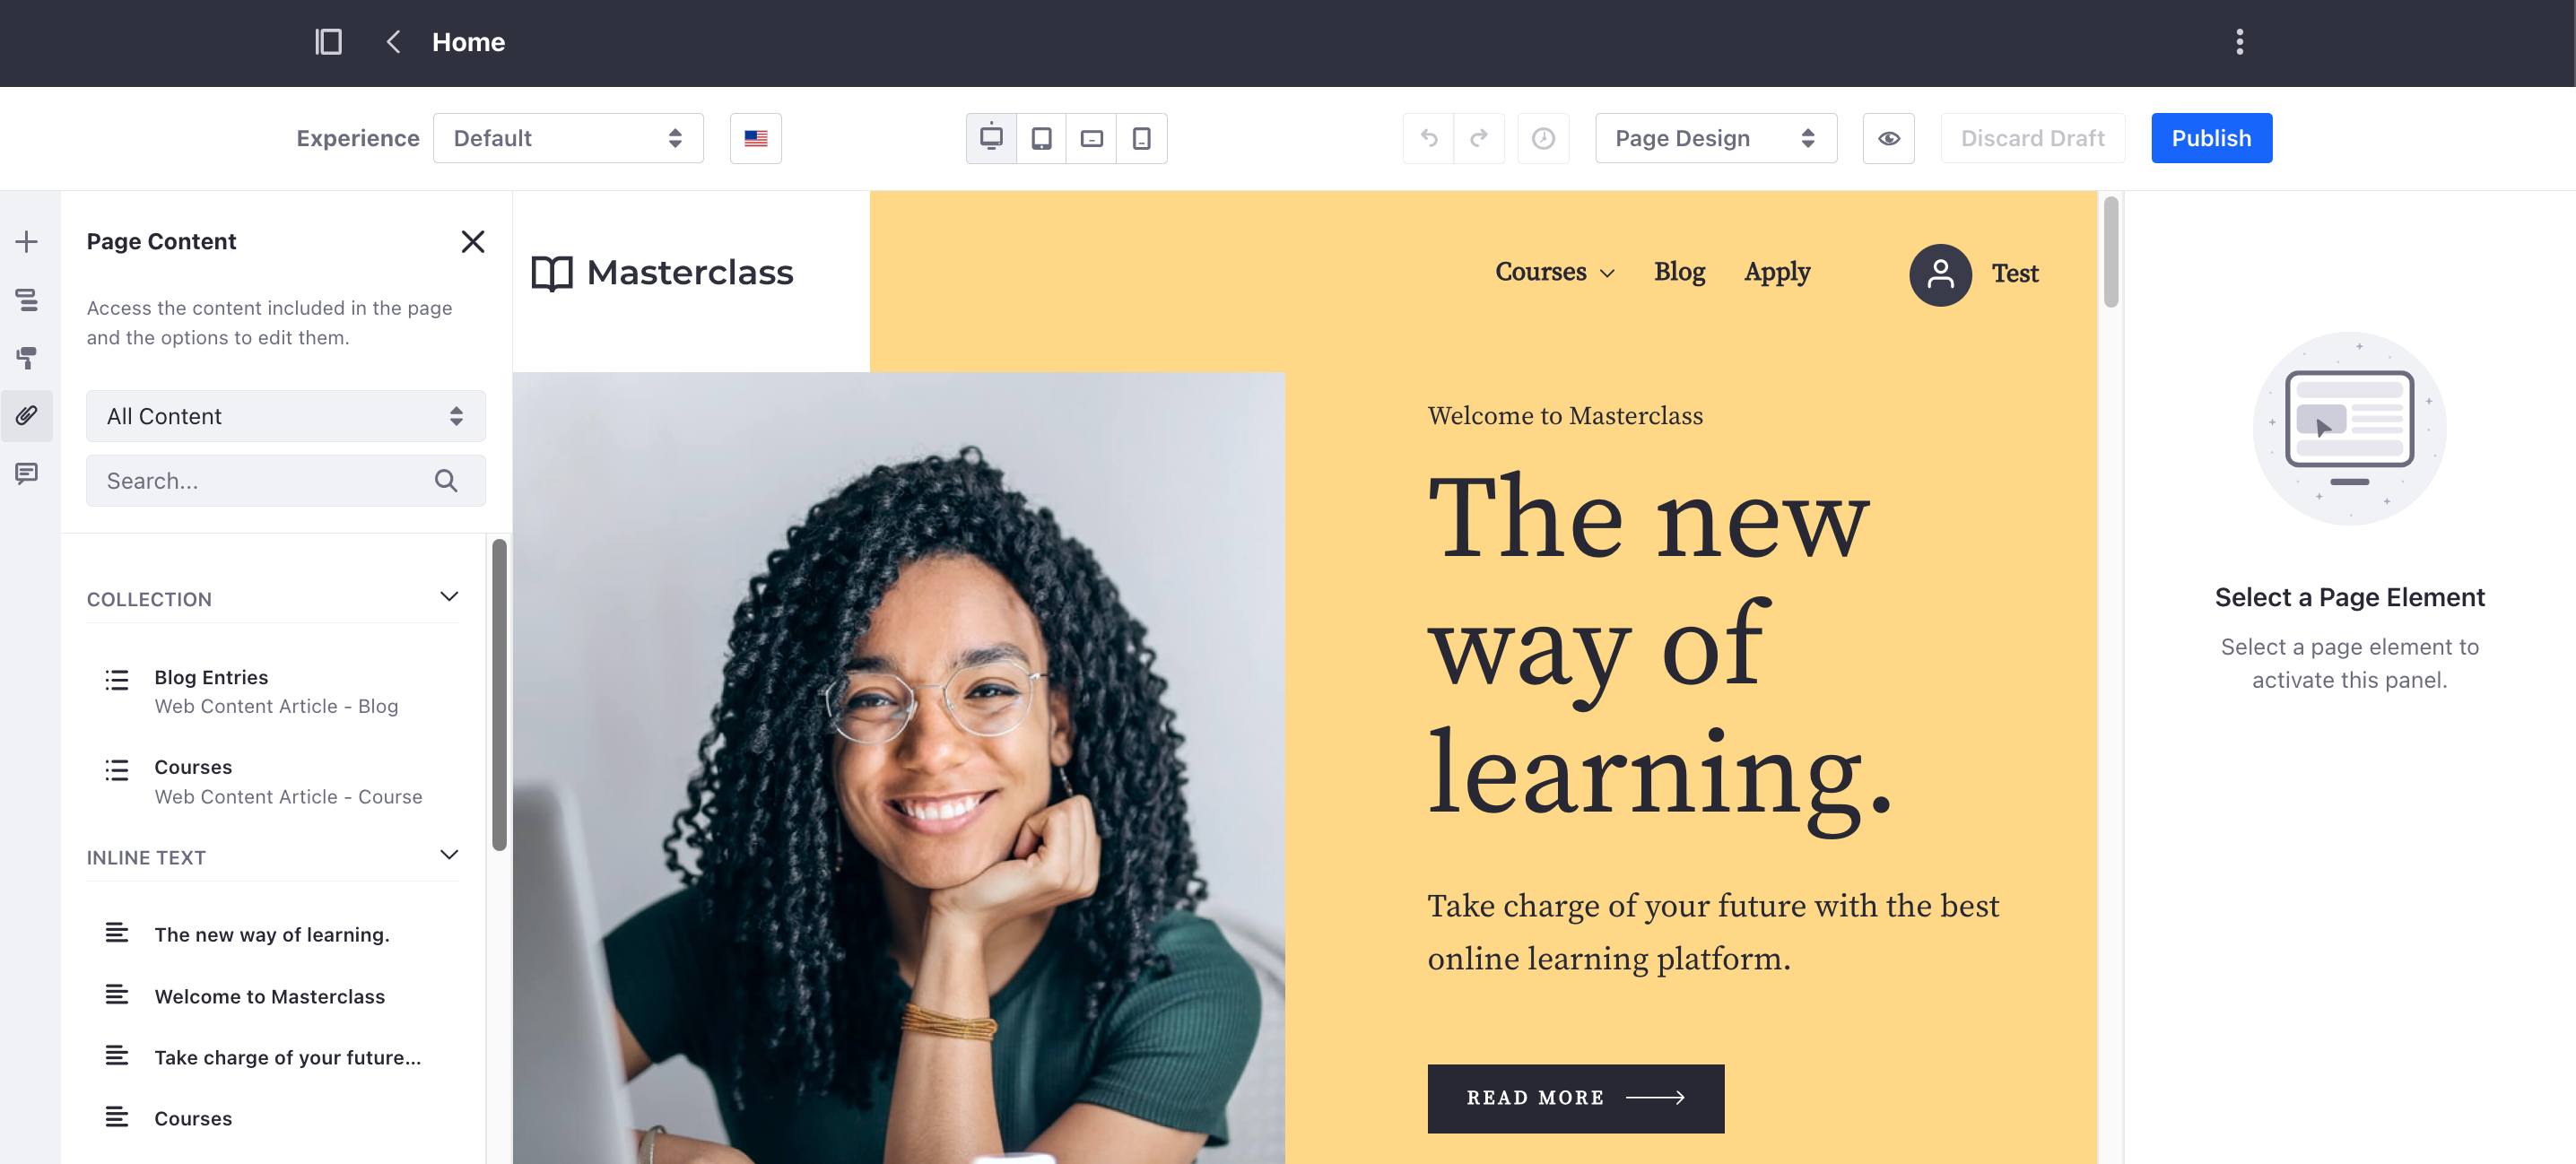 Home
Experience
Default
Page Design
Discard Draft
Publish
Page Content
Access the content included in the page
and the options to edit them.
All Content
Search...
COLLECTION
Blog Entries
Web Content Article - Blog
Courses
Web Content Article - Course
INLINE TEXT
The new way of learning.
Welcome to Masterclass
Take charge of your future...
Courses
Masterclass
Courses
Blog
Apply
Test
Welcome to Masterclass
The new
way of
learning.
Take charge of your future with the best
online learning platform.
READ MORE
Select a Page Element
Select a page element to
activate this panel.